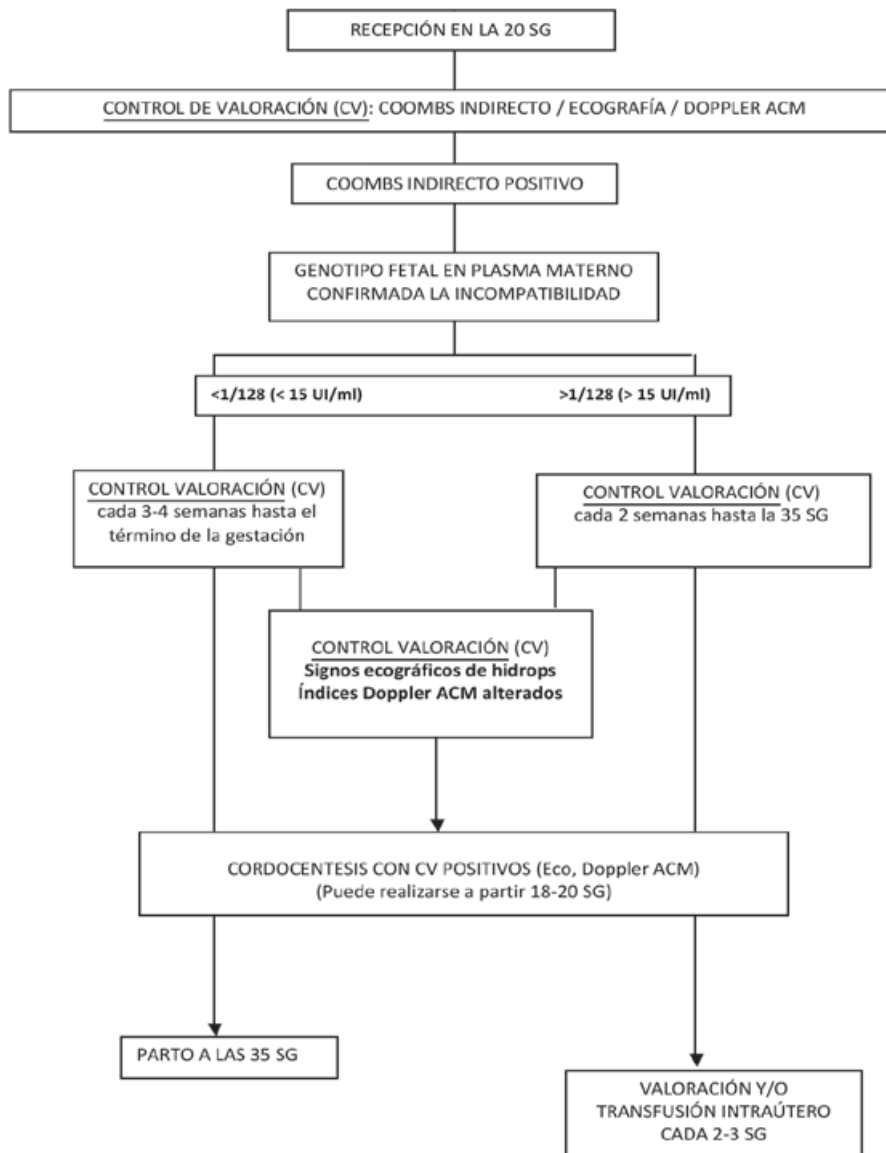 RECEPCIÓN EN LA 20 SG
CONTROL DE VALORACIÓN (CV): COOMBS INDIRECTO / ECOGRAFÍA / DOPPLER ACM
COOMBS INDIRECTO POSITIVO
GENOTIPO FETAL EN PLASMA MATERNO
CONFIRMADA LA INCOMPATIBILIDAD
<1/128 (< 15 UI/ml) >1/128 (> 15 UI/ml)
CONTROL VALORACIÓN (CV)
cada 3-4 semanas hasta el
término de la gestación
CONTROL VALORACIÓN (CV)
cada 2 semanas hasta la 35 SG
CONTROL VALORACIÓN (CV)
Signos ecográficos de hidrops
Índices Doppler ACM alterados
CORDOCENTESIS CON CV POSITIVOS (Eco, Doppler ACM)
(Puede realizarse a partir 18-20 SG)
PARTO A LAS 35 SG
VALORACIÓN Y/O
TRANSFUSIÓN INTRAÚTERO
CADA 2-3 SG